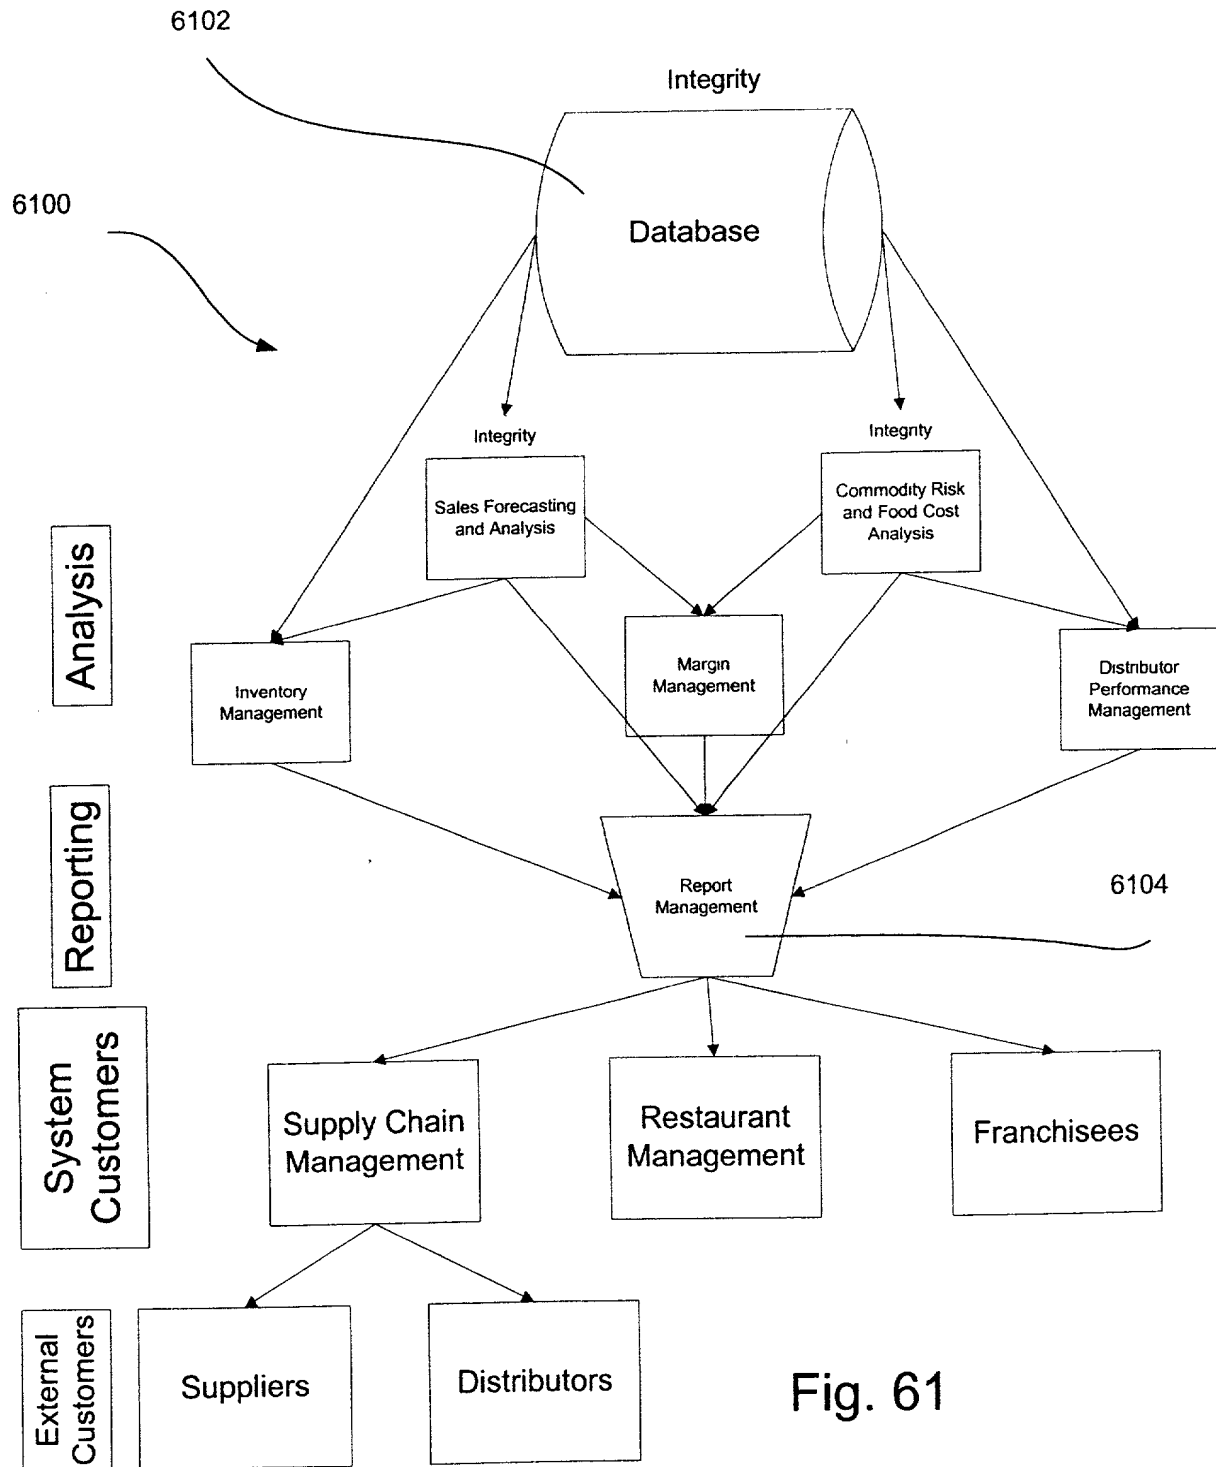 6102
Integrity
6100
Database
Integrity
Integrity
Sales Forecasting
and Analysis
Commodity Risk
and Food Cost
Analysis
Analysis
Inventory
Management
Margin
Management
Distributor
Performance
Management
Reporting
Report
Management
6104
System
Customers
Supply Chain
Management
Restaurant
Management
Franchisees
External
Customers
Suppliers
Distributors
Fig. 61